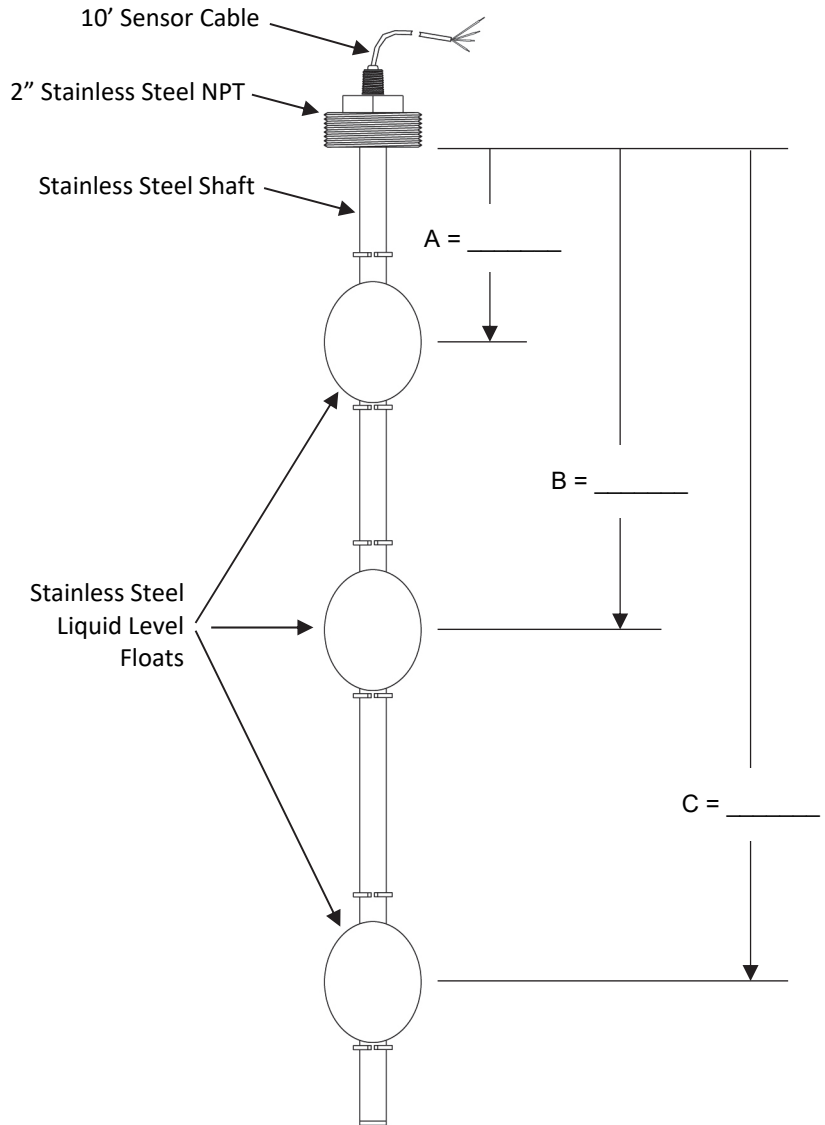 10’ Sensor Cable
2” Stainless Steel NPT
Stainless Steel Shaft
A = _______
B = _______
Stainless Steel
Liquid Level
Floats
C = _______